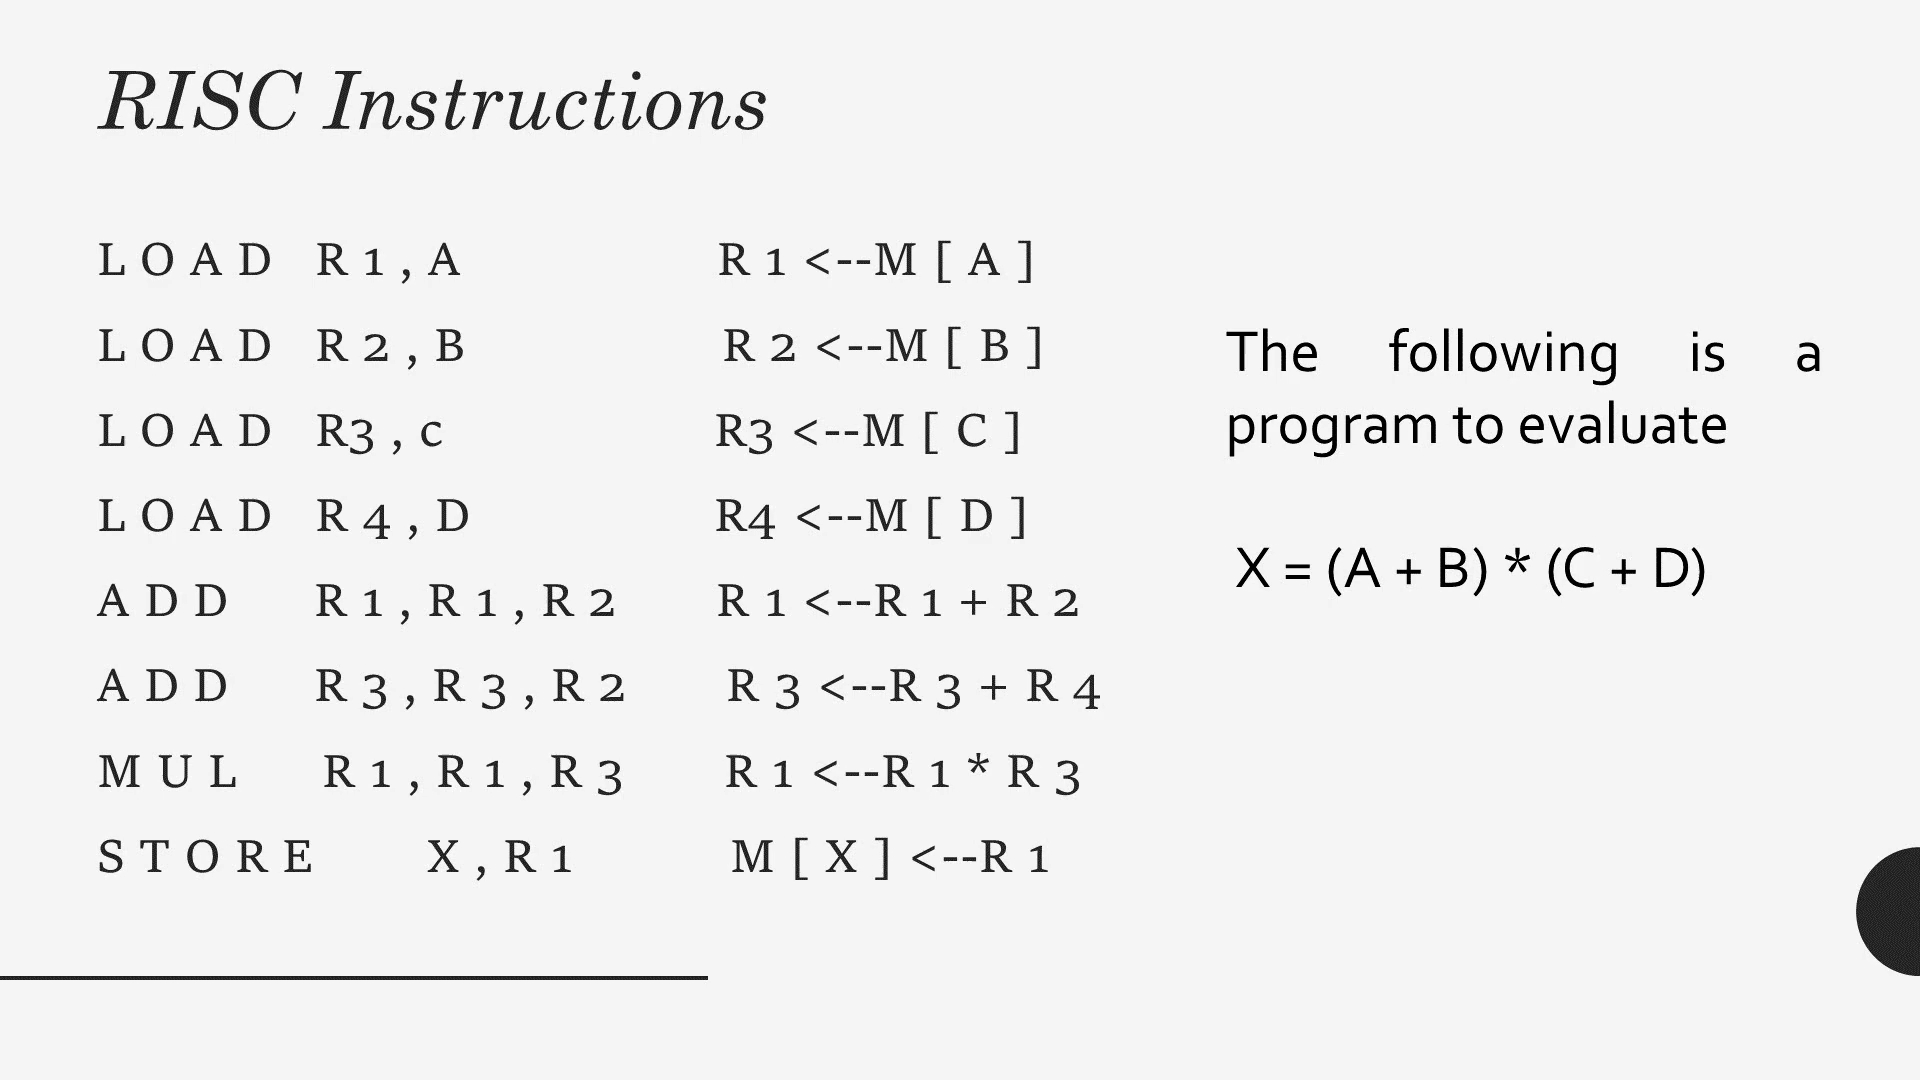 RISC Instructions
LOAD R1,A R1 <--M[A]
LOAD R2,B R2 <--M[B]
LOAD R3,c R3 <--M[C]
LOAD R4,D R4 <--M[D]
ADD R1,R1,R2 R1 <--R1+R2
ADD R3,R3,R2 R3 <--R3+R4
MUL R1,R1,R3 R1 <--R1*R3
STORE X,R1 M[X] <--R1
The following is a
program to evaluate
X = (A + B) * (C + D)